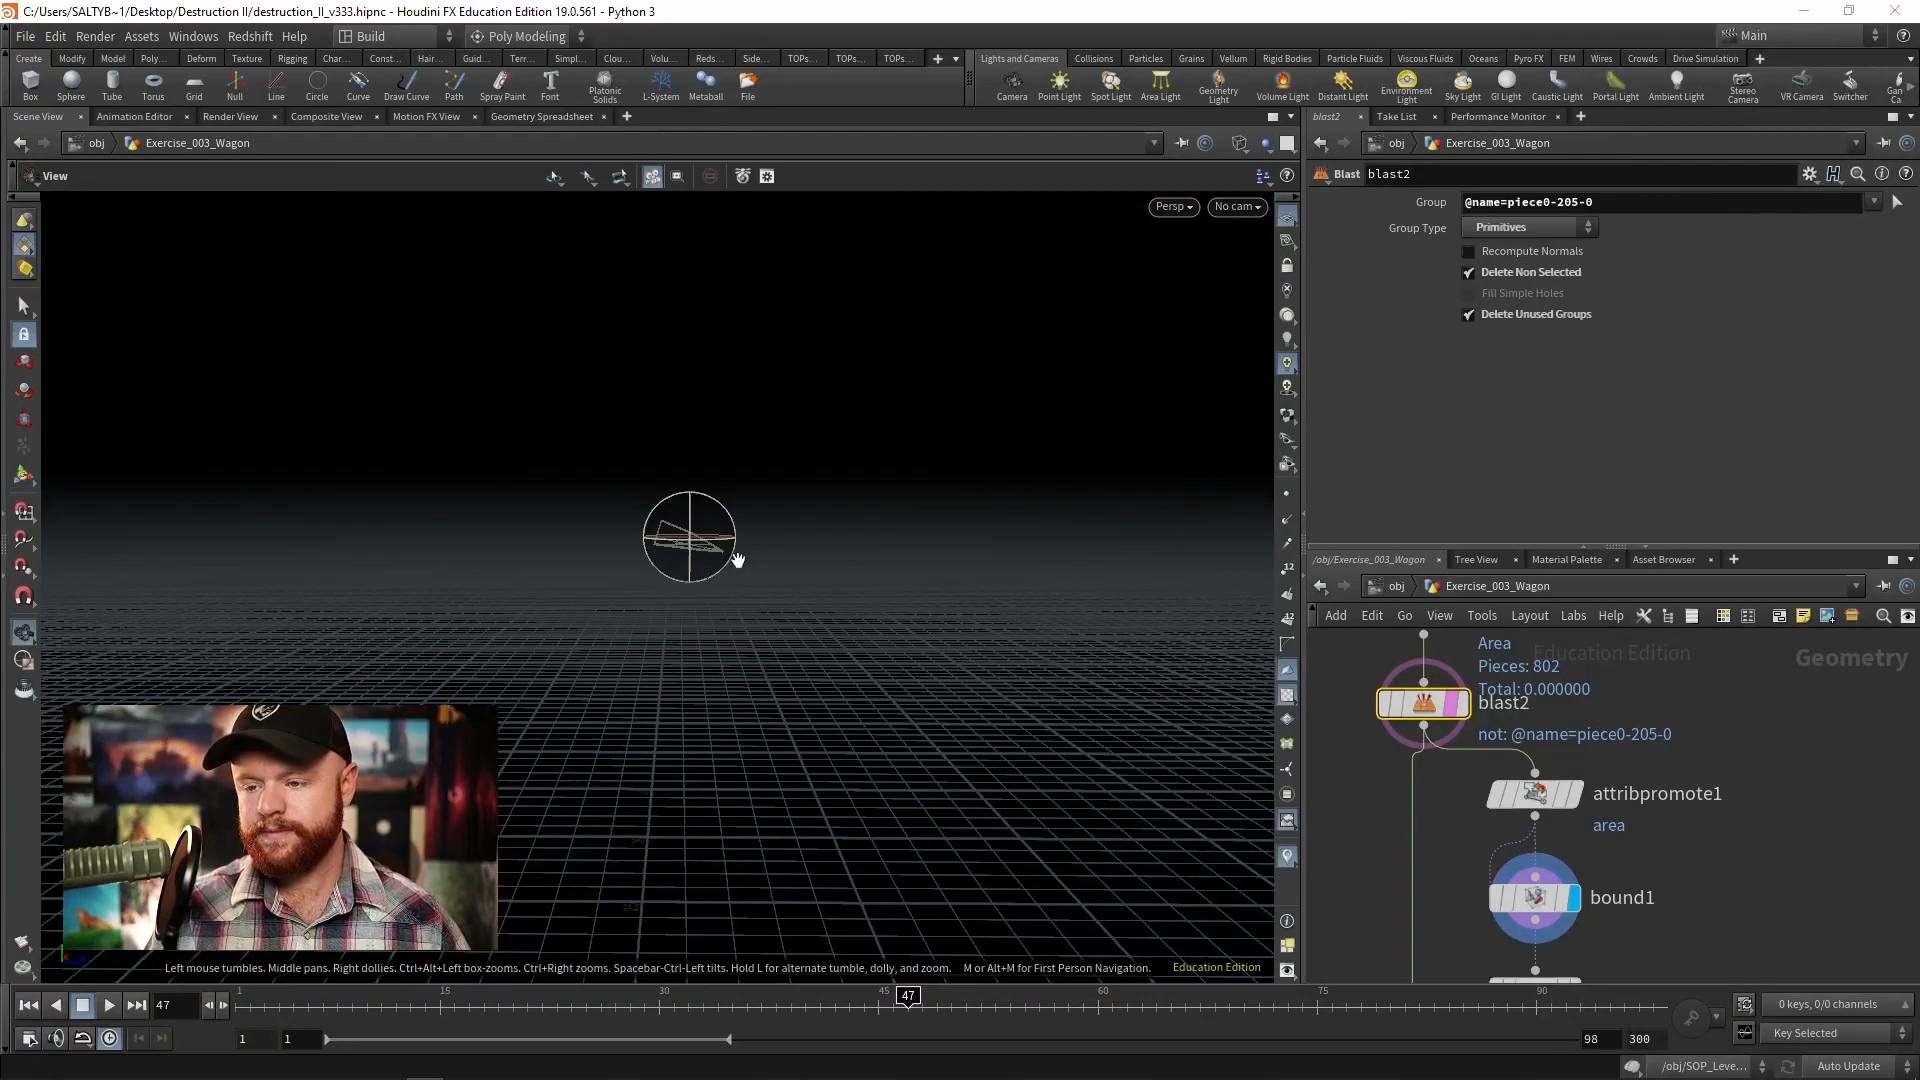 C:/Users/SALTYB~1/Desktop/Destruction II/destruction_II_v333.hipnc - Houdini FX Education Edition 19.0.561 - Python 3
File Edit Render Assets Windows Redshift Help Build Poly Modeling Main
Create Modify Model Poly... Deform Texture Rigging Char... Const... Hair... Guid... Terr... Simpl... Clou... Volu... Reds... Side... TOPs... TOPs... TOPs...
Lights and Cameras Collisions Particles Grains Vellum Rigid Bodies Particle Fluids Viscous Fluids Oceans Pyro FX FEM Wires Crowds Drive Simulation
Box Sphere Tube Torus Grid Null Line Circle Curve Draw Curve Path Spray Paint Font Platonic Solids L-System Metaball File
Camera Point Light Spot Light Area Light Geometry Light Volume Light Distant Light Environment Light Sky Light GI Light Caustic Light Portal Light Ambient Light Stereo Camera VR Camera Switcher Gan Ca
Scene View Animation Editor Render View Composite View Motion FX View Geometry Spreadsheet
obj Exercise_003_Wagon
View
Persp No cam
blast2 Take List Performance Monitor
obj Exercise_003_Wagon
Blast blast2
Group @name=piece0-205-0
Group Type Primitives
Recompute Normals
Delete Non Selected
Fill Simple Holes
Delete Unused Groups
/obj/Exercise_003_Wagon Tree View Material Palette Asset Browser
obj Exercise_003_Wagon
Add Edit Go View Tools Layout Labs Help
Education Edition
Geometry
Area
Pieces: 802
Total: 0.000000
blast2
not: @name=piece0-205-0
attribpromote1
area
bound1
Left mouse tumbles. Middle pans. Right dollies. Ctrl+Alt+Left box-zooms. Ctrl+Right zooms. Spacebar-Ctrl-Left tilts. Hold L for alternate tumble, dolly, and zoom. M or Alt+M for First Person Navigation.
Education Edition
47
1 15 30 45 47 60 75 90
0 keys, 0/0 channels
1 1 98 300
Key Selected
/obj/SOP_Leve... Auto Update